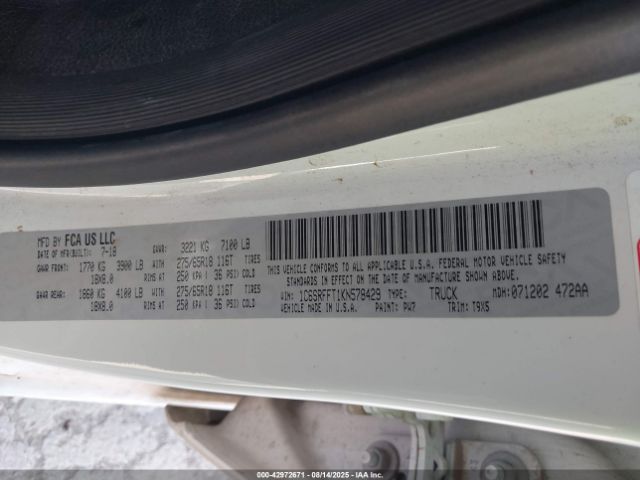 MFD BY FCA US LLC
DATE OF MFR(BUILT): 7-18
GVWR: 3221 KG 7100 LB
GAWR FRONT: 1770 KG 3900 LB WITH 275/65R18 116T TIRES
18X8.0 RIMS AT 250 KPA( 36 PSI) COLD
GAWR REAR: 1860 KG 4100 LB WITH 275/65R18 116T TIRES
18X8.0 RIMS AT 250 KPA( 36 PSI) COLD
THIS VEHICLE CONFORMS TO ALL APPLICABLE U.S.A. FEDERAL MOTOR VEHICLE SAFETY
STANDARDS IN EFFECT ON THE DATE OF MANUFACTURE SHOWN ABOVE.
VIN: 1C6SRFFT1KN578429 TYPE: TRUCK MDH: 071202 472AA
VEHICLE MADE IN U.S.A. PAINT: PW7 TRIM: T9X5
000-42972671 - 08/14/2025 - IAAI.COM